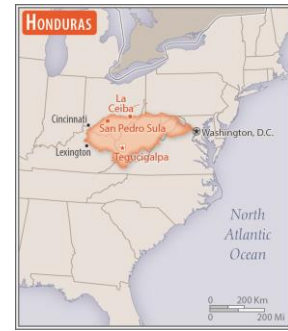 HONDURAS
La
Ceiba
Cincinnati
San Pedro Sula
Washington, D.C.
Lexington
Tegucigalpa
North
Atlantic
Ocean
0 200 Km
0 200 Mi